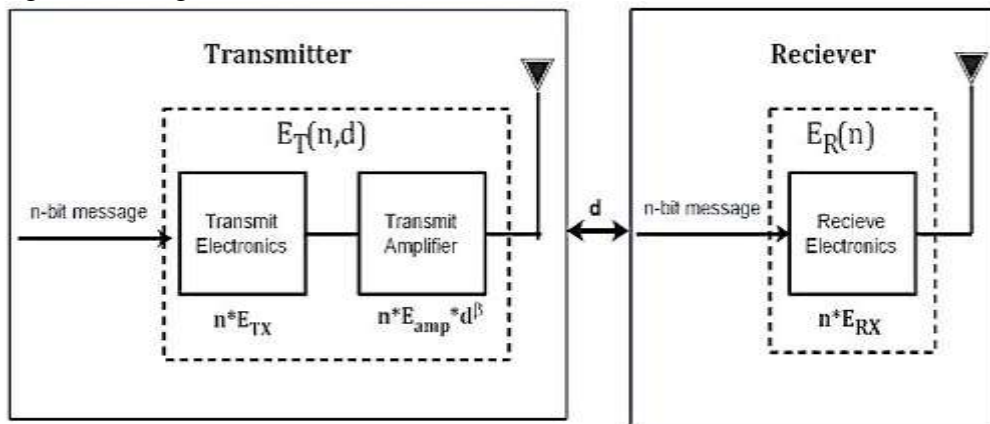 Transmitter
E_T(n,d)
n-bit message
Transmit
Electronics
Transmit
Amplifier
n*E_TX
n*E_amp*d^β
d
Reciever
E_R(n)
n-bit message
Recieve
Electronics
n*E_RX